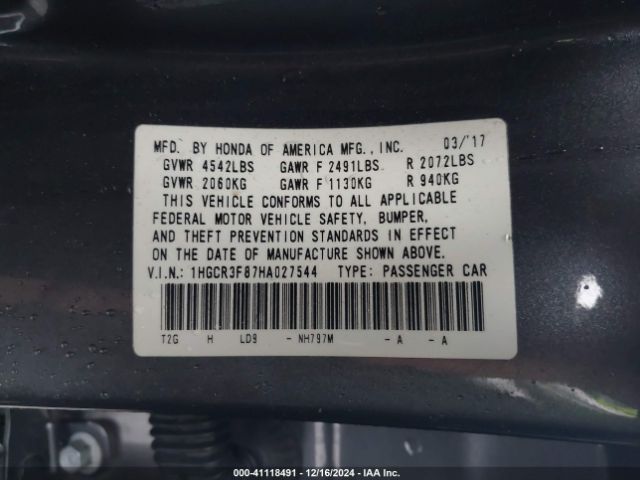 MFD. BY HONDA OF AMERICA MFG., INC. 03/'17
GVWR 4542LBS GAWR F 2491LBS R 2072LBS
GVWR 2060KG GAWR F 1130KG R 940KG
THIS VEHICLE CONFORMS TO ALL APPLICABLE
FEDERAL MOTOR VEHICLE SAFETY, BUMPER,
AND THEFT PREVENTION STANDARDS IN EFFECT
ON THE DATE OF MANUFACTURE SHOWN ABOVE.
V.I.N.: 1HGCR3F87HA027544 TYPE: PASSENGER CAR
T2G H LD9 - NH797M - A - A
000-41118491 - 12/16/2024 - IAA Inc.